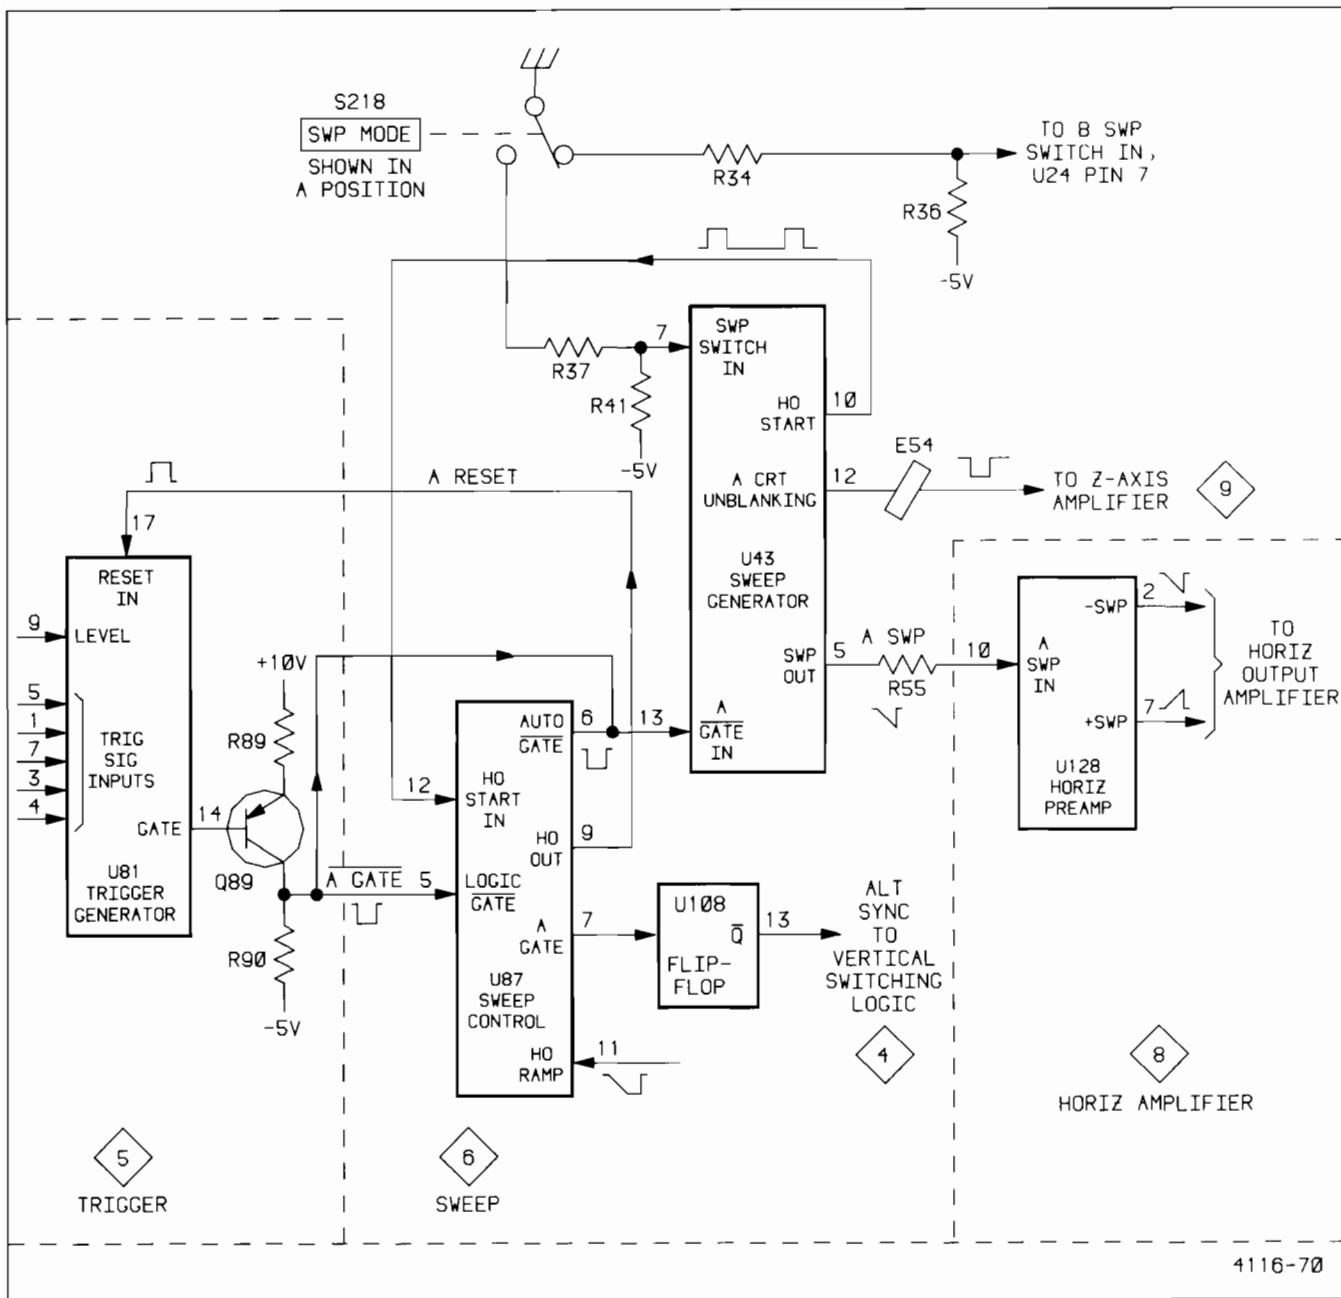 S218
SWP MODE
SHOWN IN
A POSITION
R34
TO B SWP
SWITCH IN,
U24 PIN 7
R36
-5V
7
SWP
SWITCH
IN
R37
R41
-5V
HO
START
10
E54
A CRT
UNBLANKING
12
TO Z-AXIS
AMPLIFIER
9
A RESET
17
RESET
IN
9
LEVEL
5
1
7
3
4
TRIG
SIG
INPUTS
GATE
14
U81
TRIGGER
GENERATOR
+10V
R89
Q89
R90
-5V
A GATE
5
U43
SWEEP
GENERATOR
SWP
OUT
5
A SWP
R55
10
A
SWP
IN
-SWP
2
+SWP
7
U128
HORIZ
PREAMP
TO
HORIZ
OUTPUT
AMPLIFIER
AUTO
GATE
6
13
A
GATE
IN
12
HO
START
IN
HO
OUT
9
LOGIC
GATE
A
GATE
7
U87
SWEEP
CONTROL
HO
RAMP
11
U108
Q
FLIP-
FLOP
13
ALT
SYNC
TO
VERTICAL
SWITCHING
LOGIC
4
8
HORIZ AMPLIFIER
5
TRIGGER
6
SWEEP
4116-70